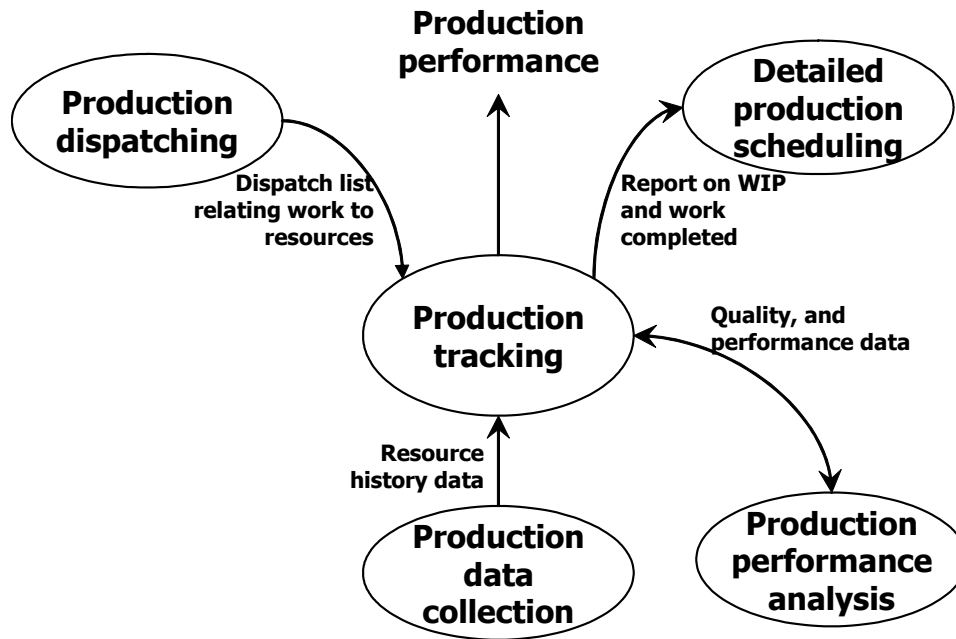 Production
performance
Detailed
production
scheduling
Production
dispatching
Dispatch list
relating work to
resources
Report on WIP
and work
completed
Production
tracking
Quality, and
performance data
Resource
history data
Production
data
collection
Production
performance
analysis